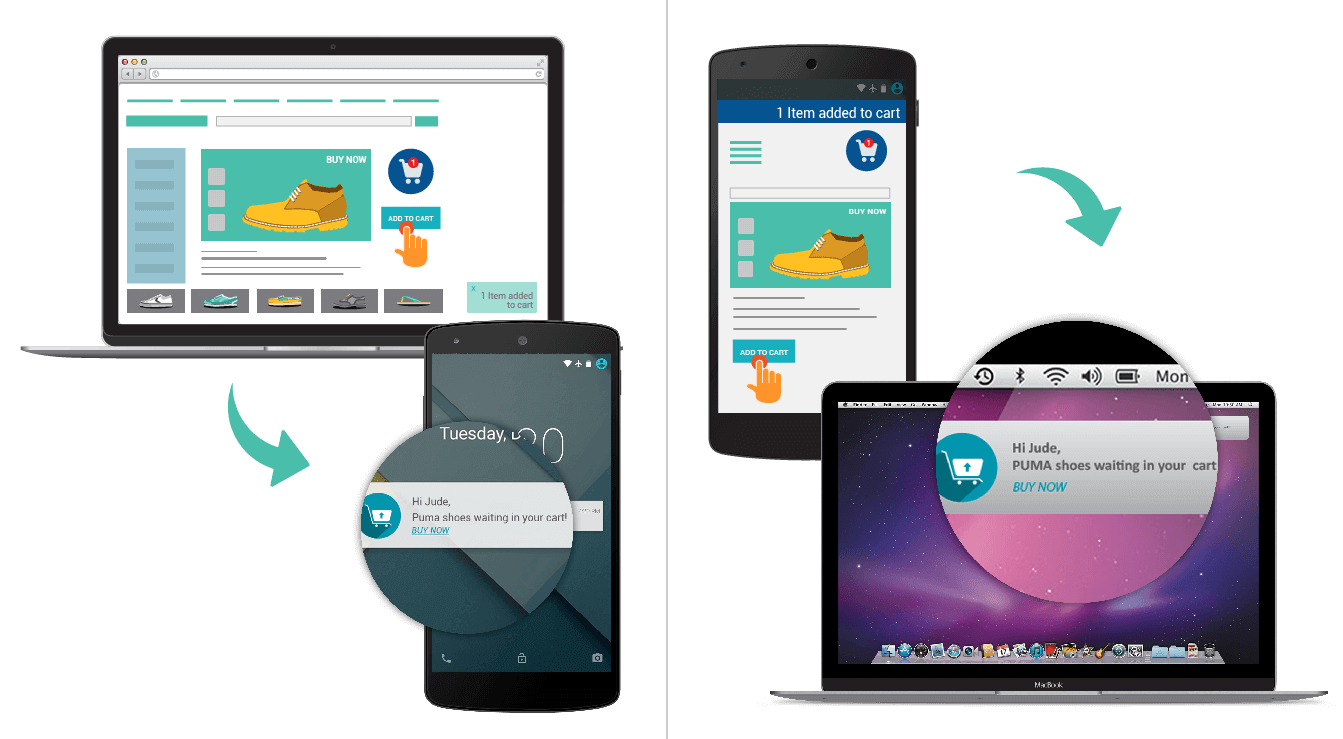 BUY NOW
1
ADD TO CART
1 Item added
to cart
x
Tuesday,
Hi Jude,
Puma shoes waiting in your cart!
BUY NOW
PM
1 Item added to cart
1
BUY NOW
ADD TO CART
Mon
Hi Jude,
PUMA shoes waiting in your cart
BUY NOW
MacBook